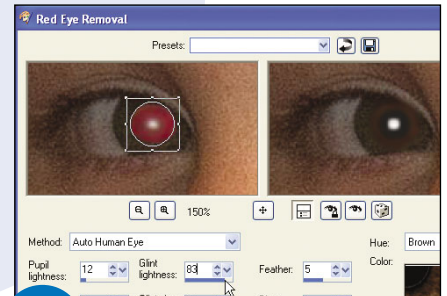 Red Eye Removal
Presets:
150%
Method: Auto Human Eye Hue: Brown
Pupil lightness: 12 Glint lightness: 83 Feather: 5 Color: